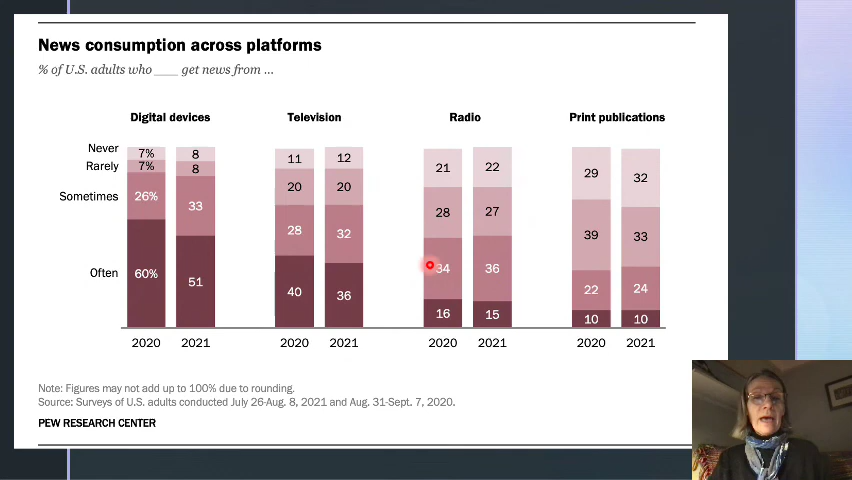 News consumption across platforms
% of U.S. adults who ___ get news from ...
Digital devices Television Radio Print publications
Never 7% 8 11 12 21 22 29 32
Rarely 7% 8 20 20 28 27 39 33
Sometimes 26% 33 28 32 34 36 22 24
Often 60% 51 40 36 16 15 10 10
2020 2021 2020 2021 2020 2021 2020 2021
Note: Figures may not add up to 100% due to rounding.
Source: Surveys of U.S. adults conducted July 26-Aug. 8, 2021 and Aug. 31-Sept. 7, 2020.
PEW RESEARCH CENTER